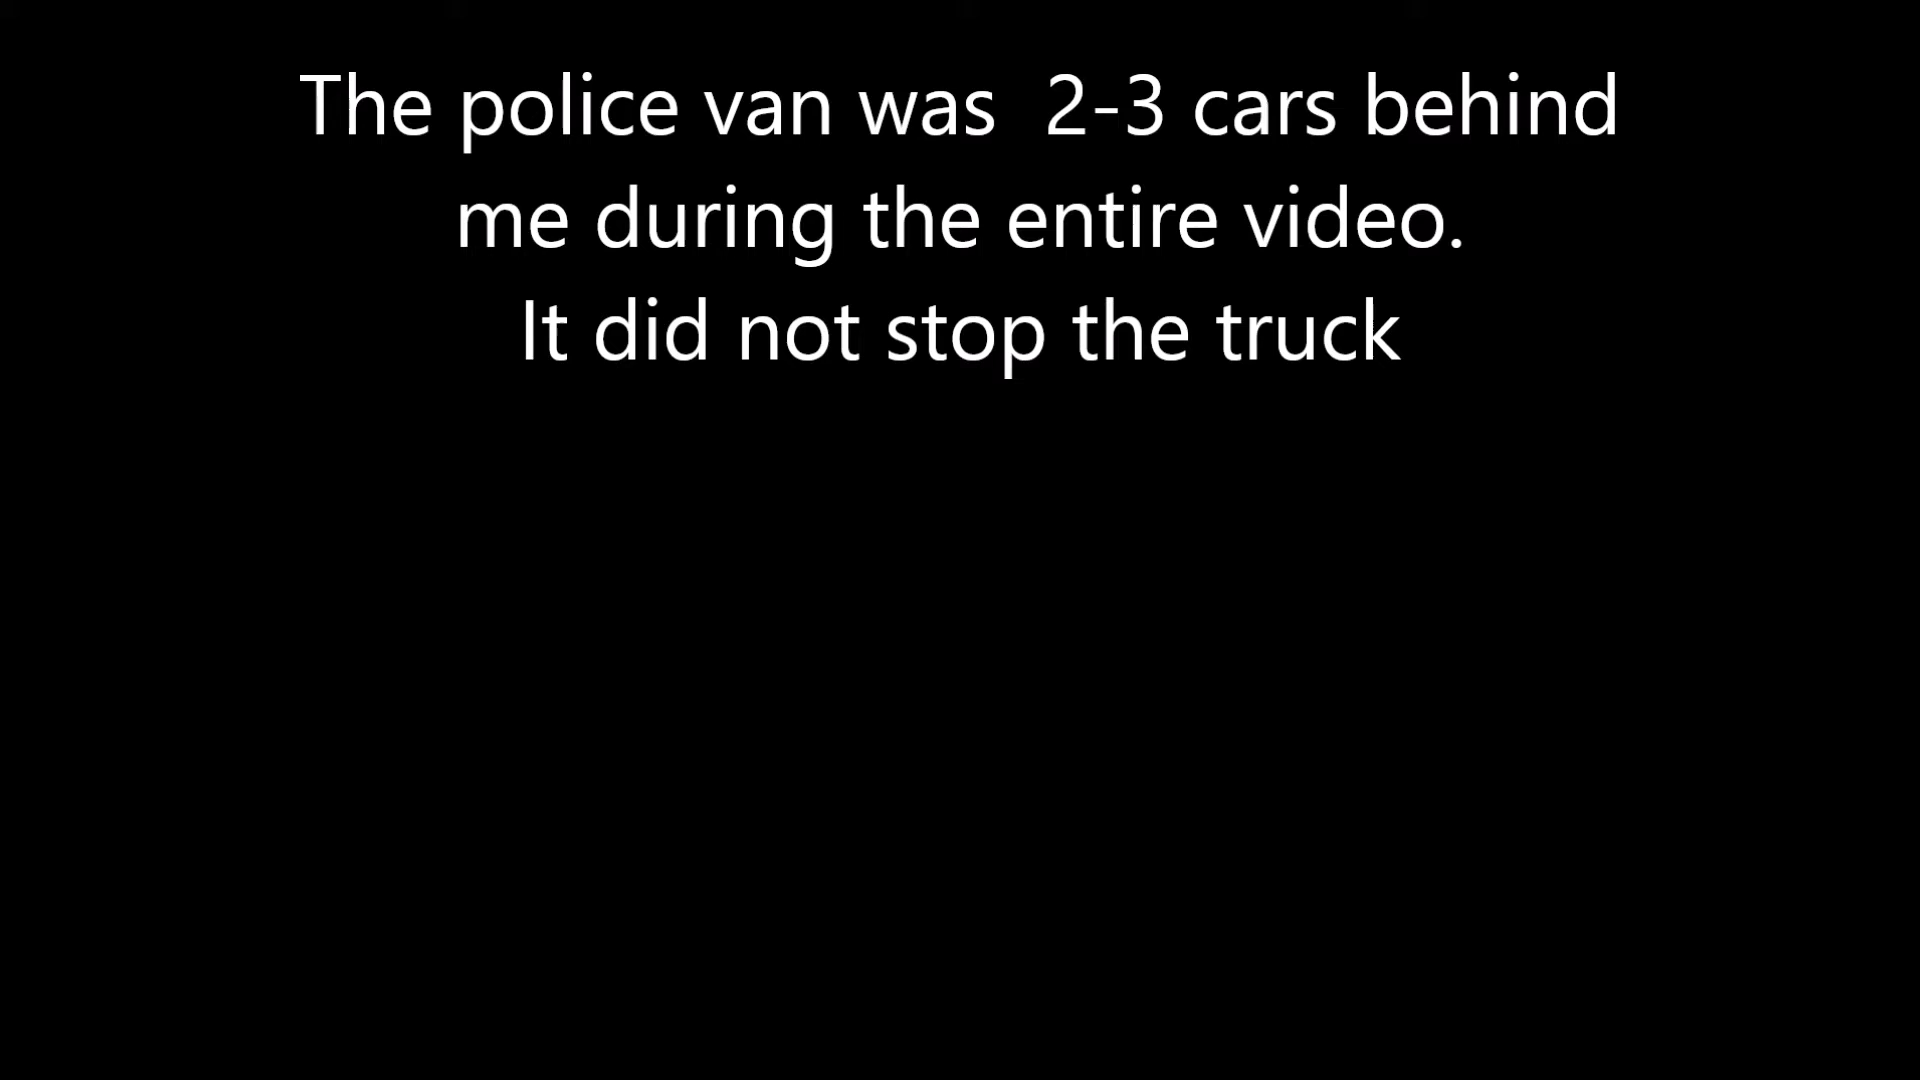 The police van was  2-3 cars behind
me during the entire video.
It did not stop the truck